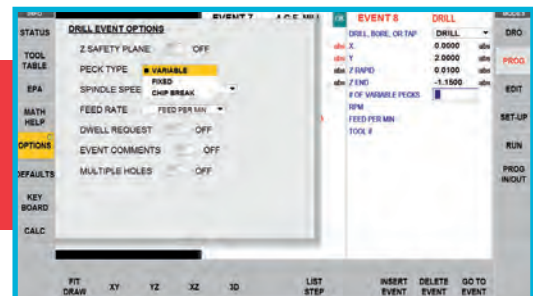 STATUS
TOOL TABLE
EPA
MATH HELP
OPTIONS
DEFAULTS
KEY BOARD
CALC
DRILL EVENT OPTIONS
Z SAFETY PLANE OFF
PECK TYPE VARIABLE
FIXED
SPINDLE SPEE CHIP BREAK
FEED RATE FEED PER MIN
DWELL REQUEST OFF
EVENT COMMENTS OFF
MULTIPLE HOLES OFF
EVENT 7
EVENT 8 DRILL
DRILL, BORE, OR TAP DRILL
abs X 0.0000 abs
abs Y 2.0000 abs
abs Z RAPID 0.0100 abs
abs Z END -1.1500 abs
# OF VARIABLE PECKS
RPM
FEED PER MIN
TOOL #
DRO
PROG
EDIT
SET-UP
RUN
PROG IN/OUT
FIT DRAW
XY
YZ
XZ
3D
LIST STEP
INSERT EVENT
DELETE EVENT
GO TO EVENT